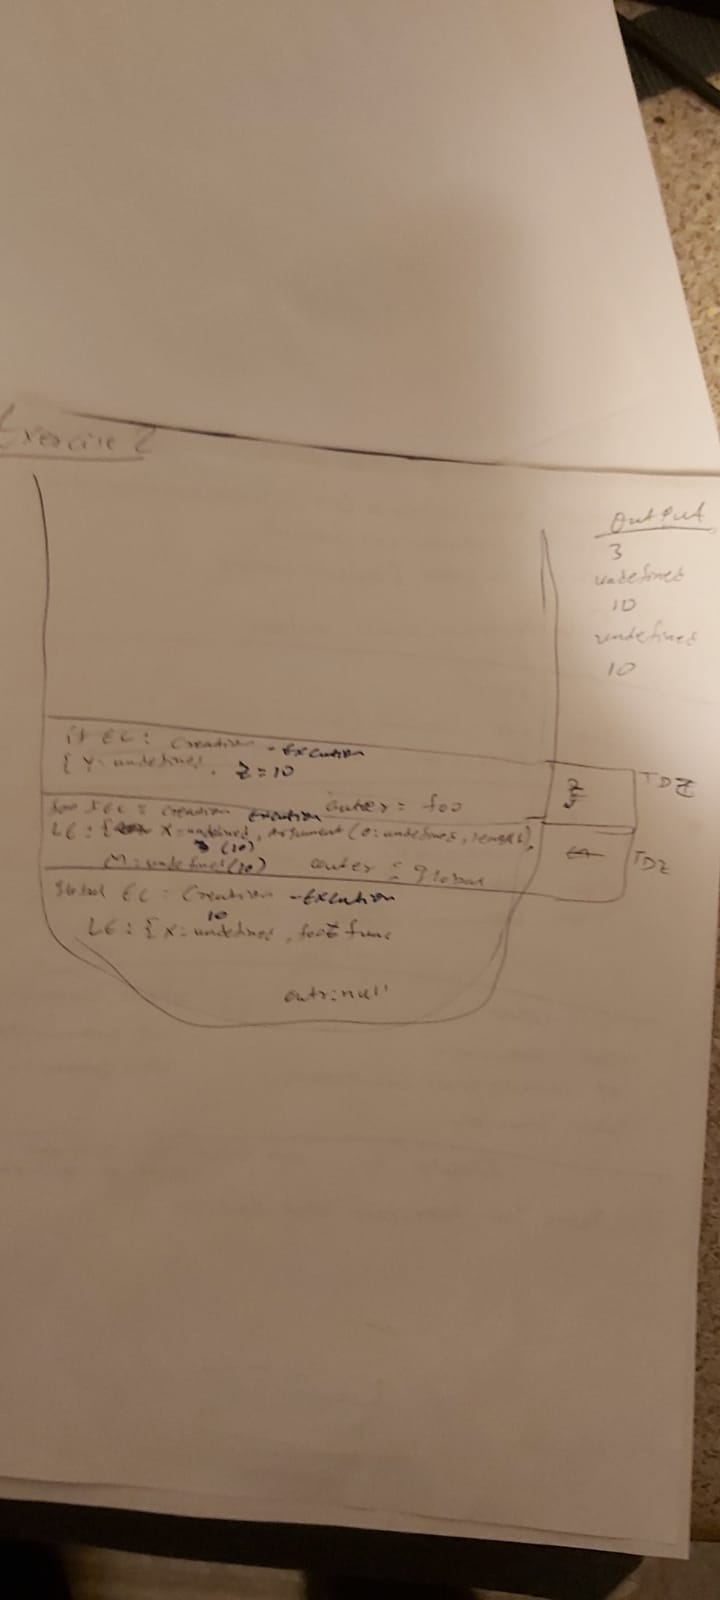 Exercise 2
Output
3
undefined
10
undefined
10
if EC: Creation - Execution
{ Y: undefined, Z=10
TDZ
Z
outer = foo
foo EC = Creation Execution
LE: { X=undefined, Argument (0: undefined, length:
3 (10)
M: undefined (10) outer = global
TDZ
Global EC = Creation - Execution
10
LE: { X=undefined, foo= func
outr:null